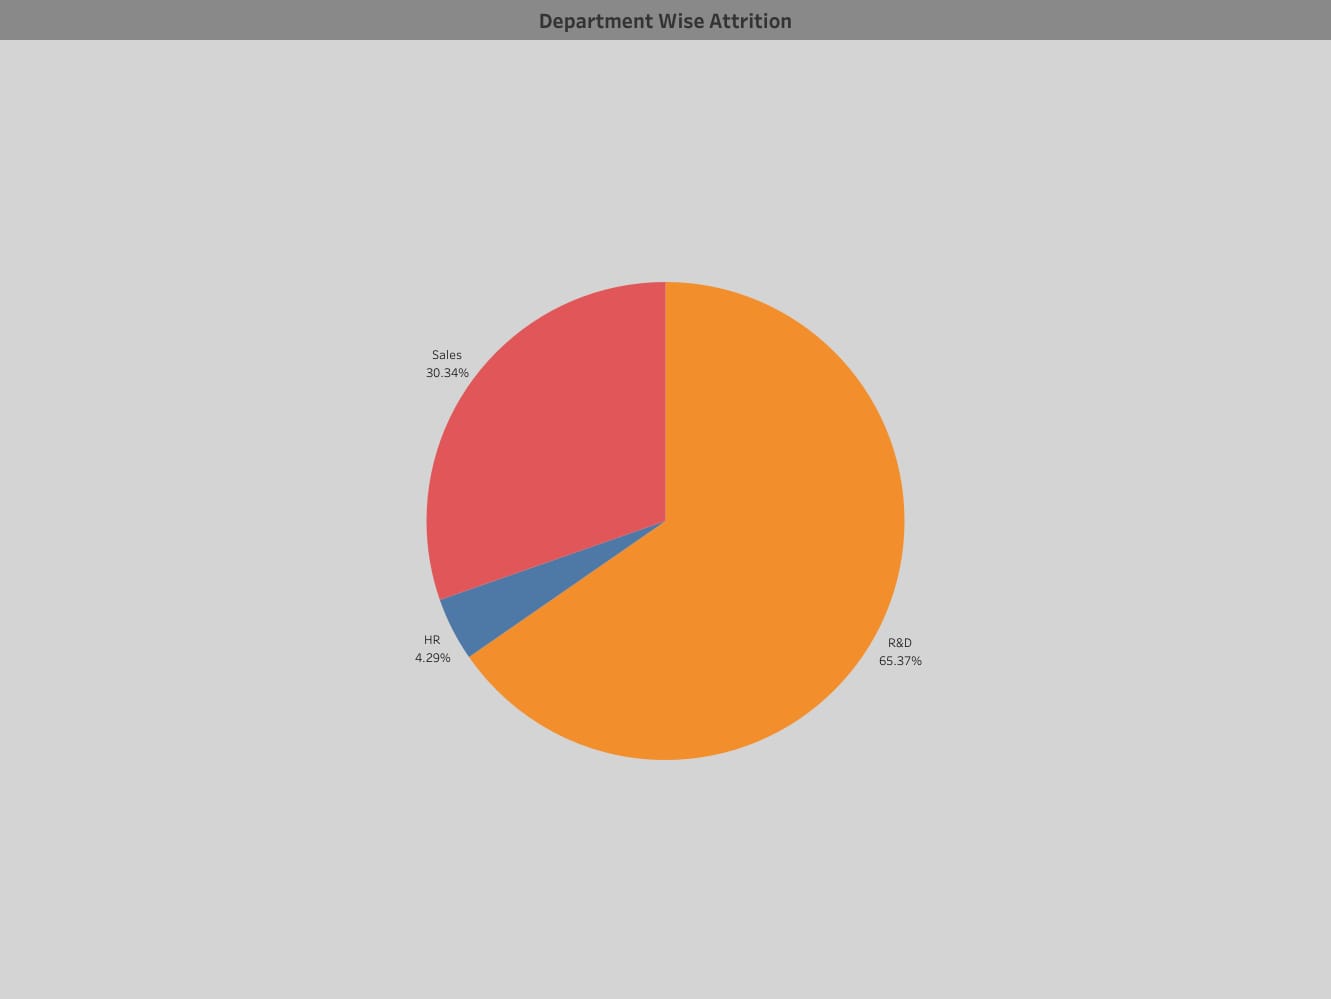 Department Wise Attrition
Sales
30.34%
HR
4.29%
R&D
65.37%